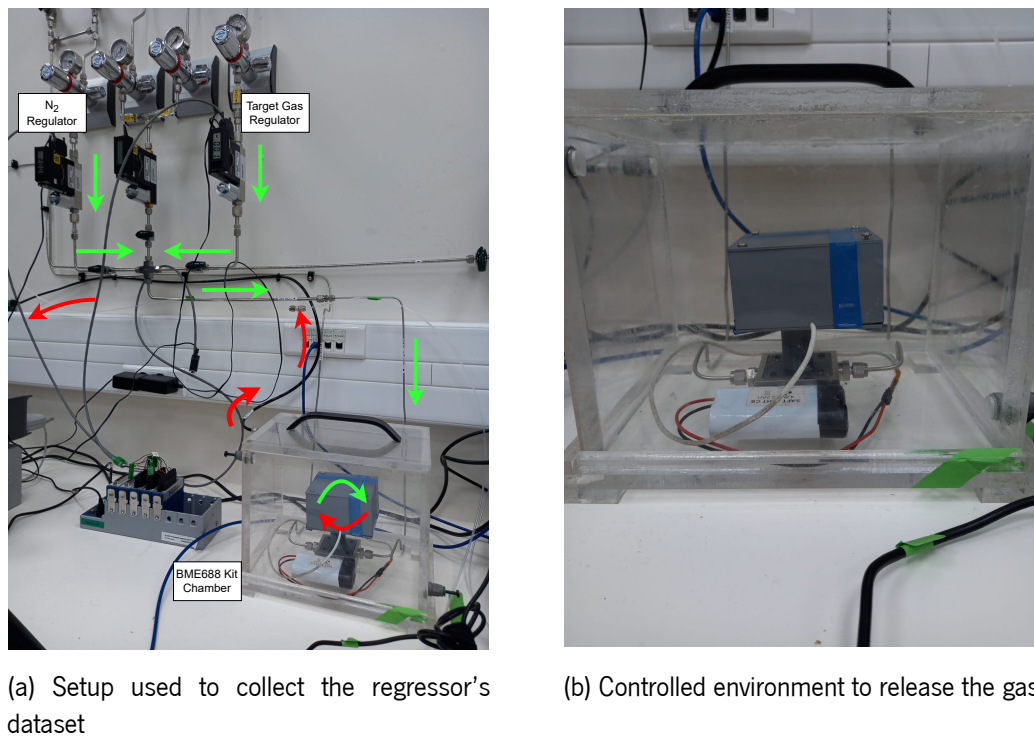 N2
Regulator
Target Gas
Regulator
BME688 Kit
Chamber
(a) Setup used to collect the regressor's
dataset
(b) Controlled environment to release the gas